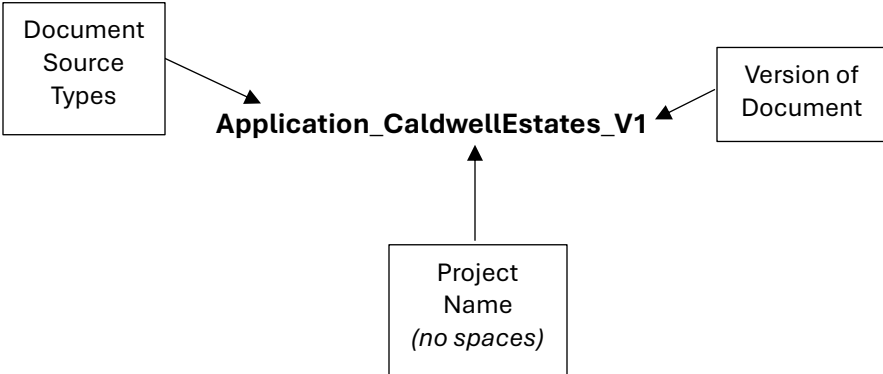 Document
Source
Types
Version of
Document
Application_CaldwellEstates_V1
Project
Name
(no spaces)